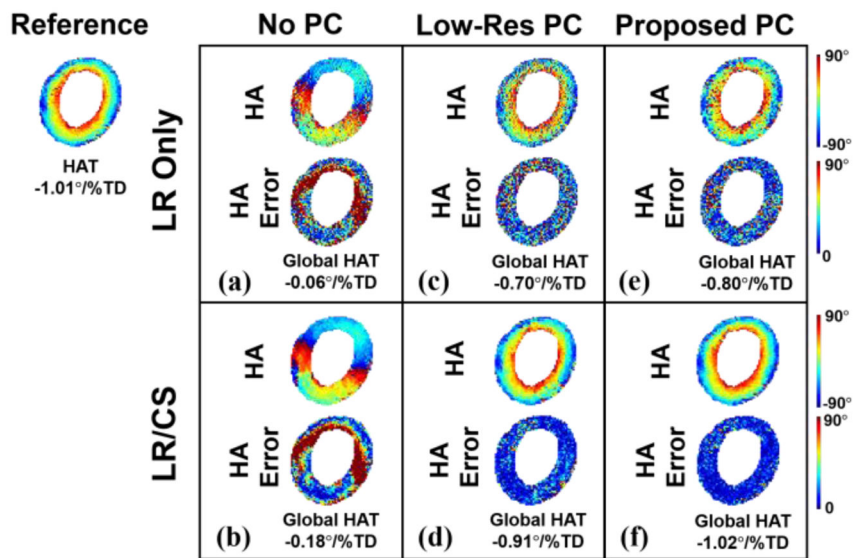 Reference
No PC
Low-Res PC
Proposed PC
HAT
-1.01°/%TD
LR Only
HA
HA
HA
90°
-90°
HA
Error
HA
Error
HA
Error
90°
0
(a)
Global HAT
-0.06°/%TD
(c)
Global HAT
-0.70°/%TD
(e)
Global HAT
-0.80°/%TD
LR/CS
HA
HA
HA
90°
-90°
HA
Error
HA
Error
HA
Error
90°
0
(b)
Global HAT
-0.18°/%TD
(d)
Global HAT
-0.91°/%TD
(f)
Global HAT
-1.02°/%TD